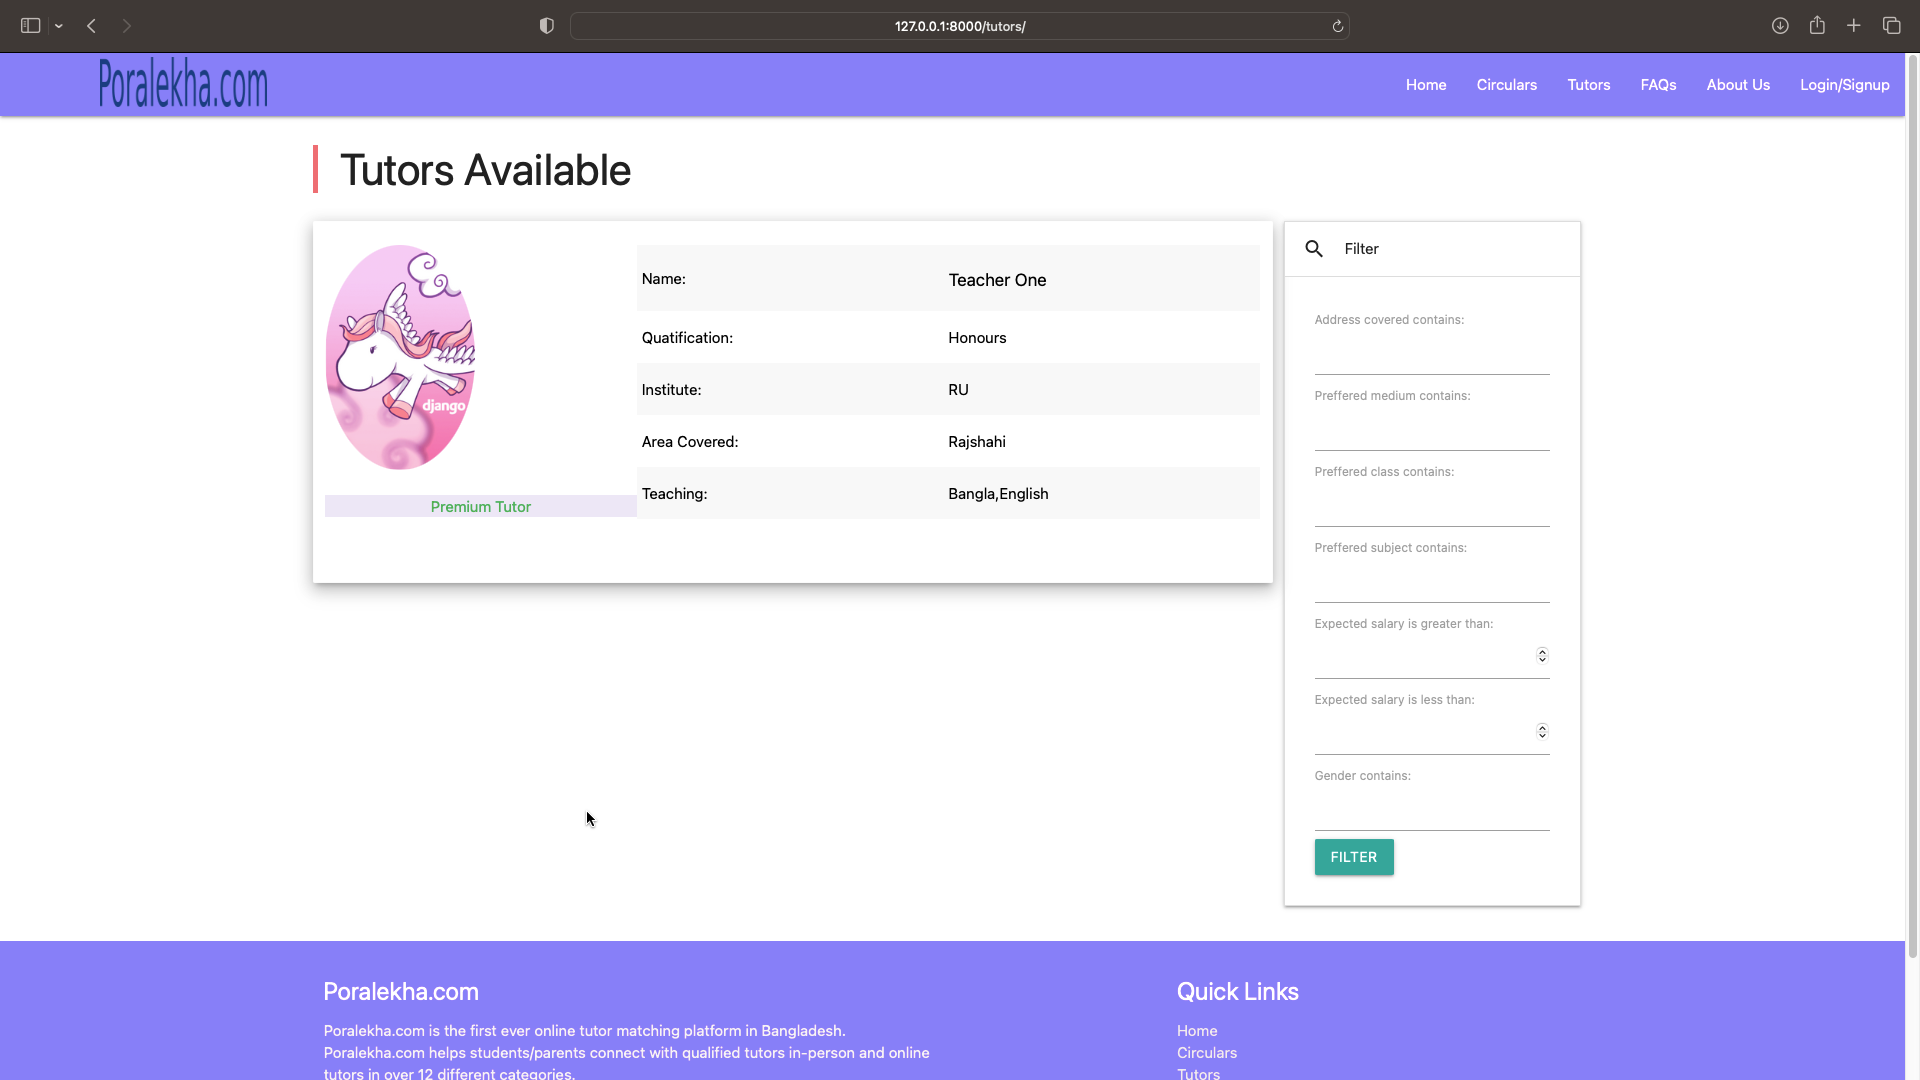 127.0.0.1:8000/tutors/
Poralekha.com
Home Circulars Tutors FAQs About Us Login/Signup
Tutors Available
django
Premium Tutor
Name: Teacher One
Quatification: Honours
Institute: RU
Area Covered: Rajshahi
Teaching: Bangla,English
Filter
Address covered contains:
Preffered medium contains:
Preffered class contains:
Preffered subject contains:
Expected salary is greater than:
Expected salary is less than:
Gender contains:
FILTER
Poralekha.com
Poralekha.com is the first ever online tutor matching platform in Bangladesh.
Poralekha.com helps students/parents connect with qualified tutors in-person and online
tutors in over 12 different categories.
Quick Links
Home
Circulars
Tutors